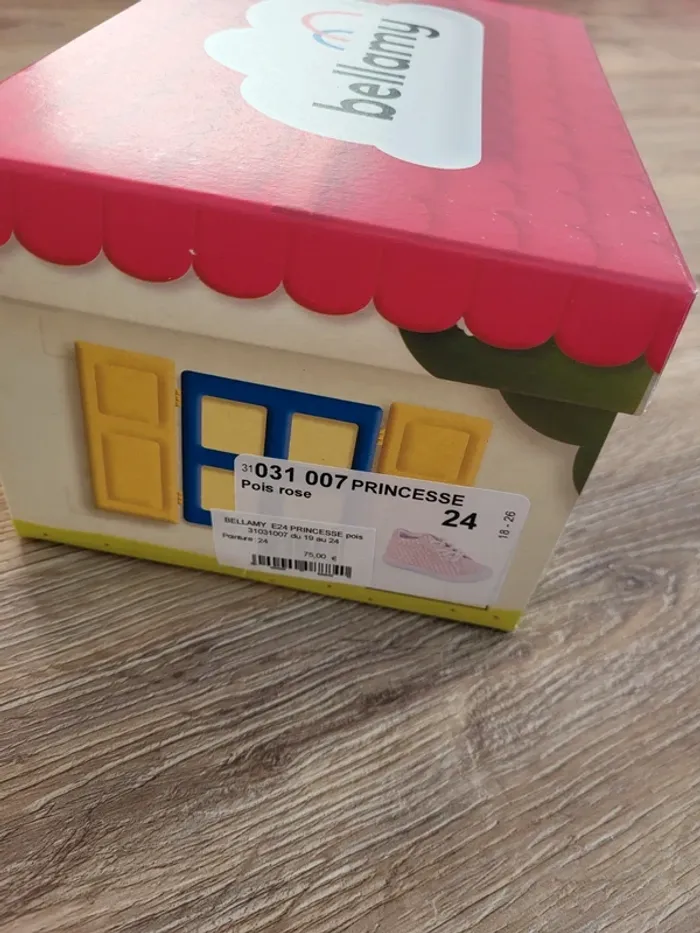 bellamy
31031 007 PRINCESSE
Pois rose
24
18 - 26
BELLAMY E24 PRINCESSE pois
31031007 du 19 au 24
Pointure : 24
75,00 €